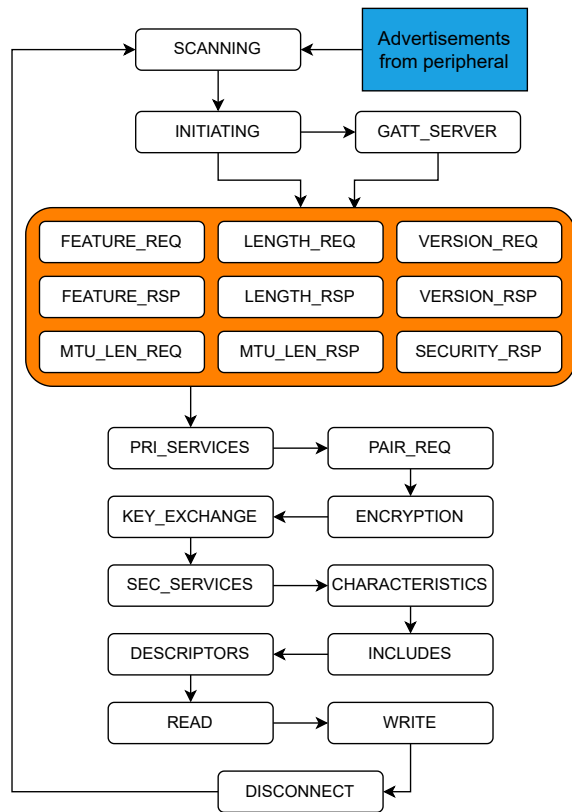 SCANNING
Advertisements
from peripheral
INITIATING
GATT_SERVER
FEATURE_REQ
LENGTH_REQ
VERSION_REQ
FEATURE_RSP
LENGTH_RSP
VERSION_RSP
MTU_LEN_REQ
MTU_LEN_RSP
SECURITY_RSP
PRI_SERVICES
PAIR_REQ
KEY_EXCHANGE
ENCRYPTION
SEC_SERVICES
CHARACTERISTICS
DESCRIPTORS
INCLUDES
READ
WRITE
DISCONNECT